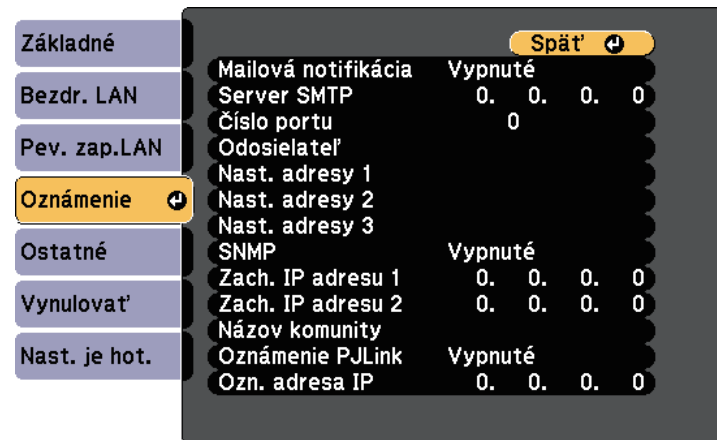 Základné
Bezdr. LAN
Pev. zap.LAN
Oznámenie
Ostatné
Vynulovať
Nast. je hot.
Späť
Mailová notifikácia Vypnuté
Server SMTP 0. 0. 0. 0
Číslo portu 0
Odosielateľ
Nast. adresy 1
Nast. adresy 2
Nast. adresy 3
SNMP Vypnuté
Zach. IP adresu 1 0. 0. 0. 0
Zach. IP adresu 2 0. 0. 0. 0
Názov komunity
Oznámenie PJLink Vypnuté
Ozn. adresa IP 0. 0. 0. 0